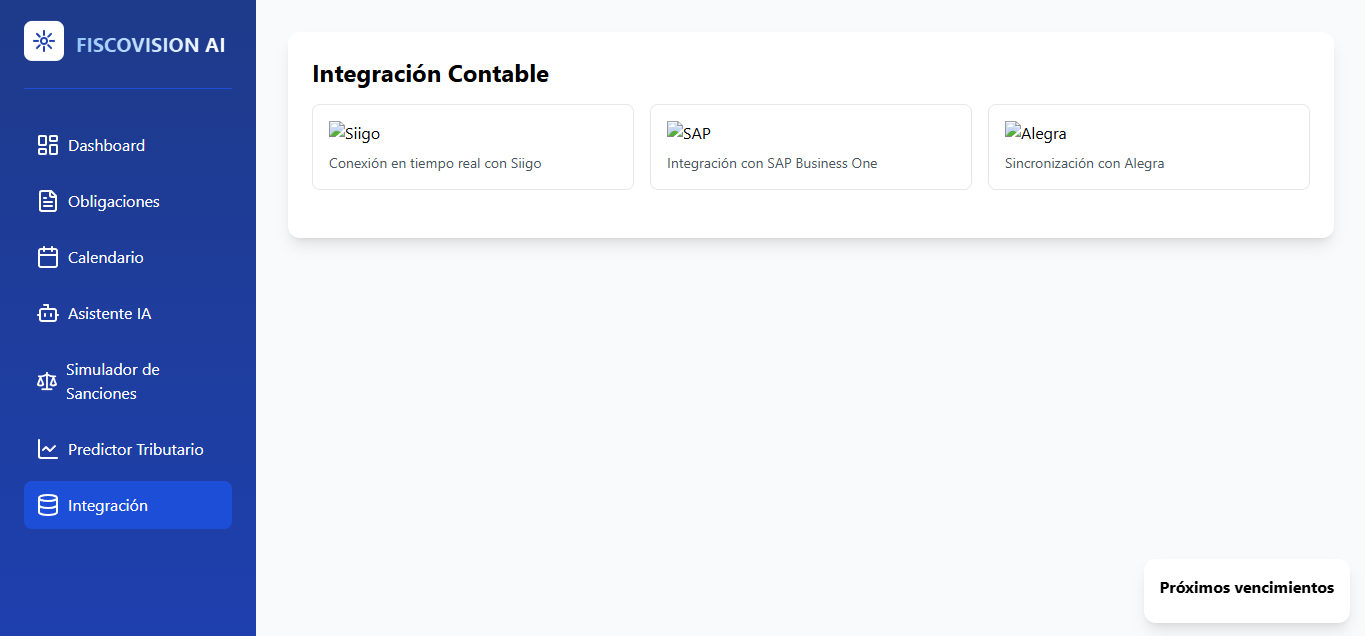 FISCOVISION AI
Dashboard
Obligaciones
Calendario
Asistente IA
Simulador de
Sanciones
Predictor Tributario
Integración
Integración Contable
Siigo
Conexión en tiempo real con Siigo
SAP
Integración con SAP Business One
Alegra
Sincronización con Alegra
Próximos vencimientos